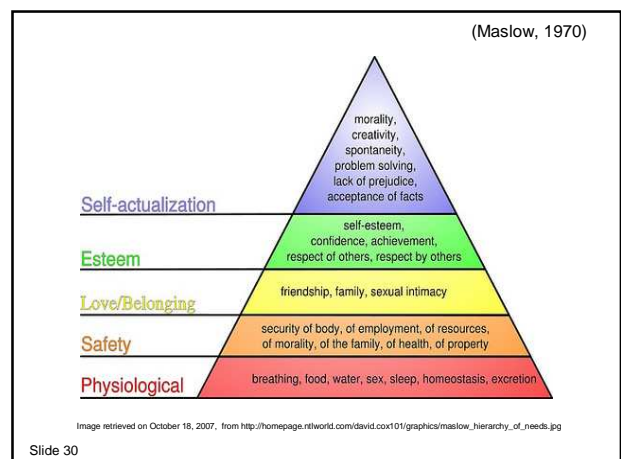 (Maslow, 1970)
morality,
creativity,
spontaneity,
problem solving,
lack of prejudice,
acceptance of facts
Self-actualization
self-esteem,
confidence, achievement,
respect of others, respect by others
Esteem
friendship, family, sexual intimacy
Love/Belonging
security of body, of employment, of resources,
of morality, of the family, of health, of property
Safety
breathing, food, water, sex, sleep, homeostasis, excretion
Physiological
Image retrieved on October 18, 2007, from http://homepage.ntlworld.com/david.cox101/graphics/maslow_hierarchy_of_needs.jpg
Slide 30